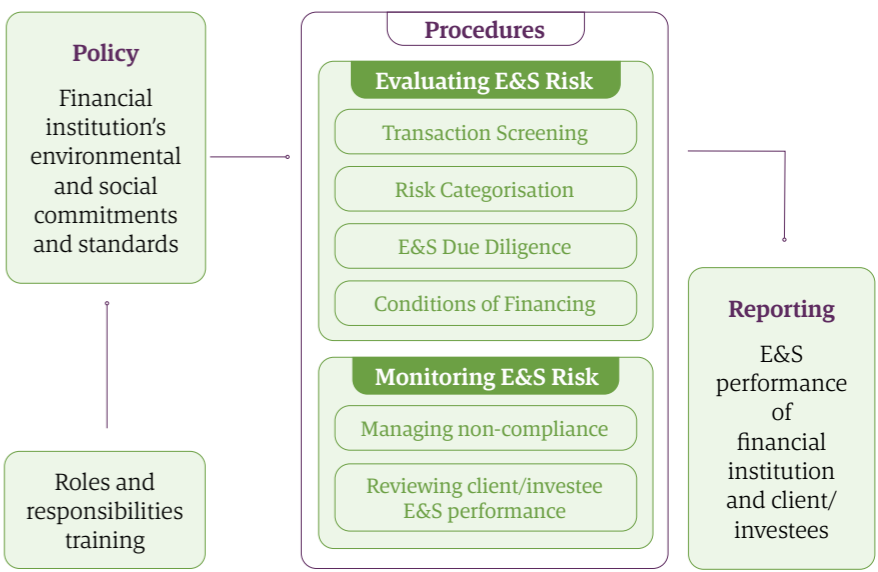 Policy
Financial
institution’s
environmental
and social
commitments
and standards
Roles and
responsibilities
training
Procedures
Evaluating E&S Risk
Transaction Screening
Risk Categorisation
E&S Due Diligence
Conditions of Financing
Monitoring E&S Risk
Managing non-compliance
Reviewing client/investee
E&S performance
Reporting
E&S
performance
of
financial
institution
and client/
investees